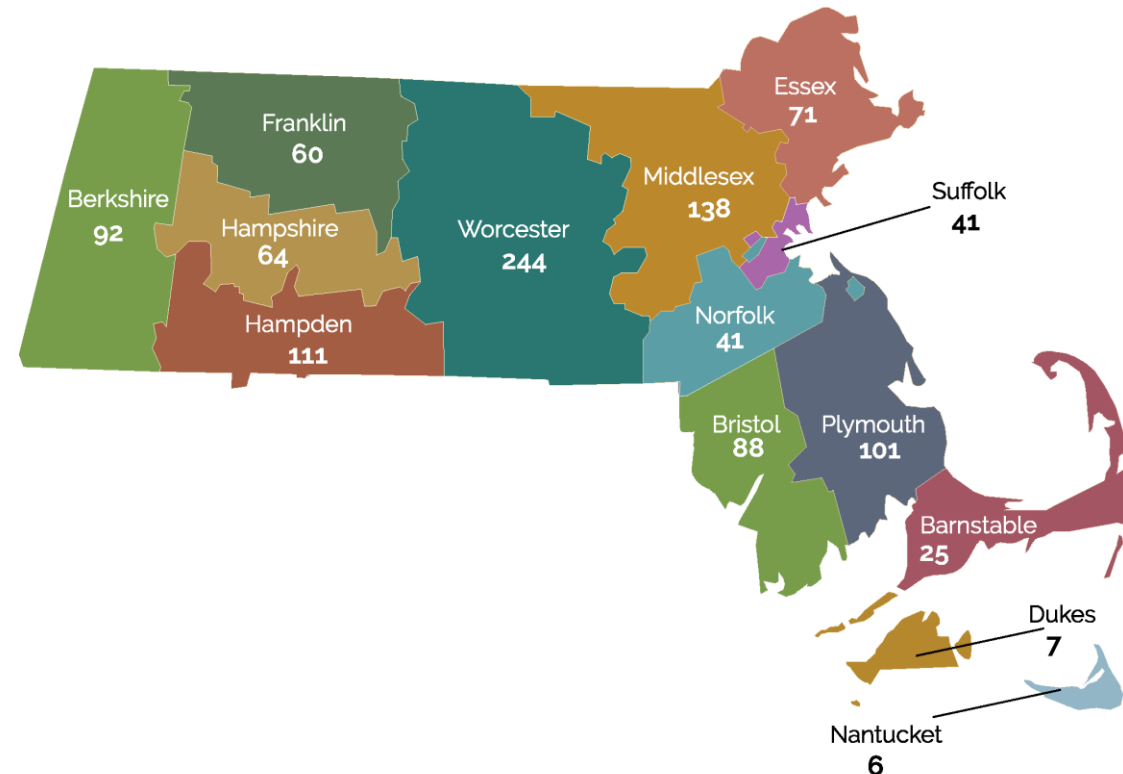 Essex
71
Franklin
60
Middlesex
138
Suffolk
41
Berkshire
92
Hampshire
64
Worcester
244
Norfolk
41
Hampden
111
Bristol
88
Plymouth
101
Barnstable
25
Dukes
7
Nantucket
6